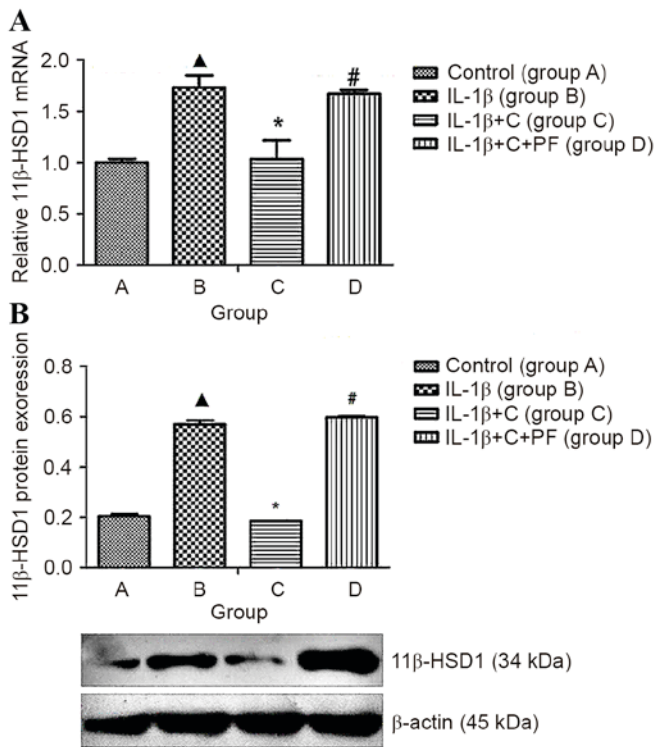 A
Relative 11β-HSD1 mRNA
2.0
1.5
1.0
0.5
0.0
▲
*
#
A B C D
Group
Control (group A)
IL-1β (group B)
IL-1β+C (group C)
IL-1β+C+PF (group D)
B
11β-HSD1 protein exoression
0.8
0.6
0.4
0.2
0.0
▲
*
#
A B C D
Group
Control (group A)
IL-1β (group B)
IL-1β+C (group C)
IL-1β+C+PF (group D)
11β-HSD1 (34 kDa)
β-actin (45 kDa)